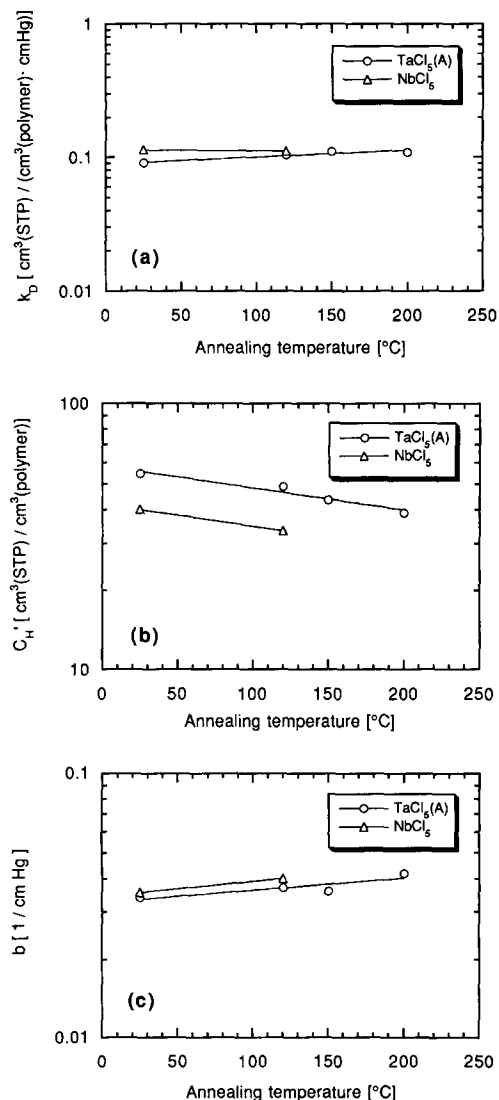 1
TaCl₅(A)
NbCl₅
0.1
0.01
k_D [ cm³(STP) / (cm³(polymer)· cmHg)]
(a)
0 50 100 150 200 250
Annealing temperature [°C]
100
TaCl₅(A)
NbCl₅
10
C_H' [ cm³(STP) / cm³(polymer)]
(b)
0 50 100 150 200 250
Annealing temperature [°C]
0.1
TaCl₅(A)
NbCl₅
0.01
b [ 1 / cm Hg ]
(c)
0 50 100 150 200 250
Annealing temperature [°C]